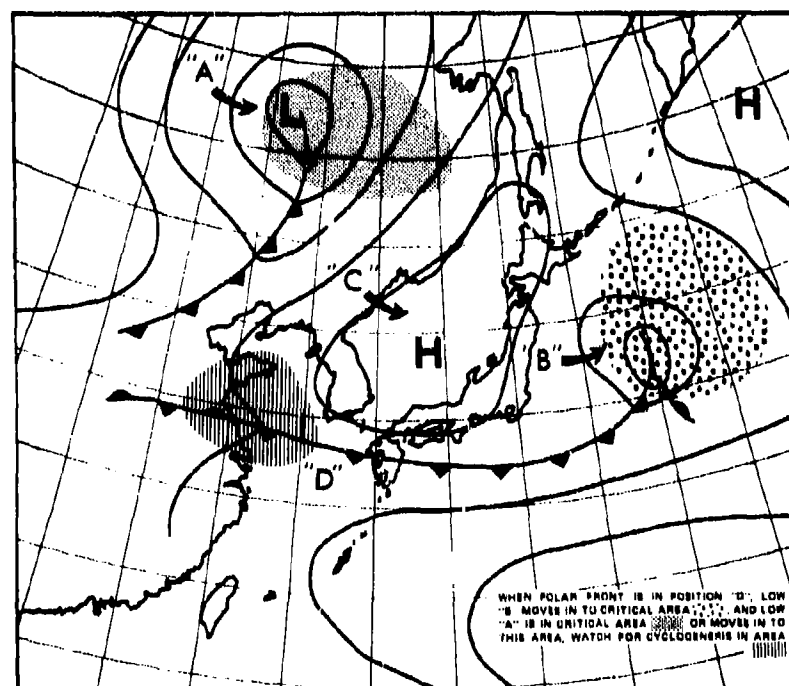 "A"
L
H
"C"
H
"B"
"D"
WHEN POLAR FRONT IS IN POSITION "D", LOW
"B" MOVES IN TO CRITICAL AREA , AND LOW
"A" IS IN CRITICAL AREA OR MOVES IN TO
THIS AREA, WATCH FOR CYCLOGENESIS IN AREA